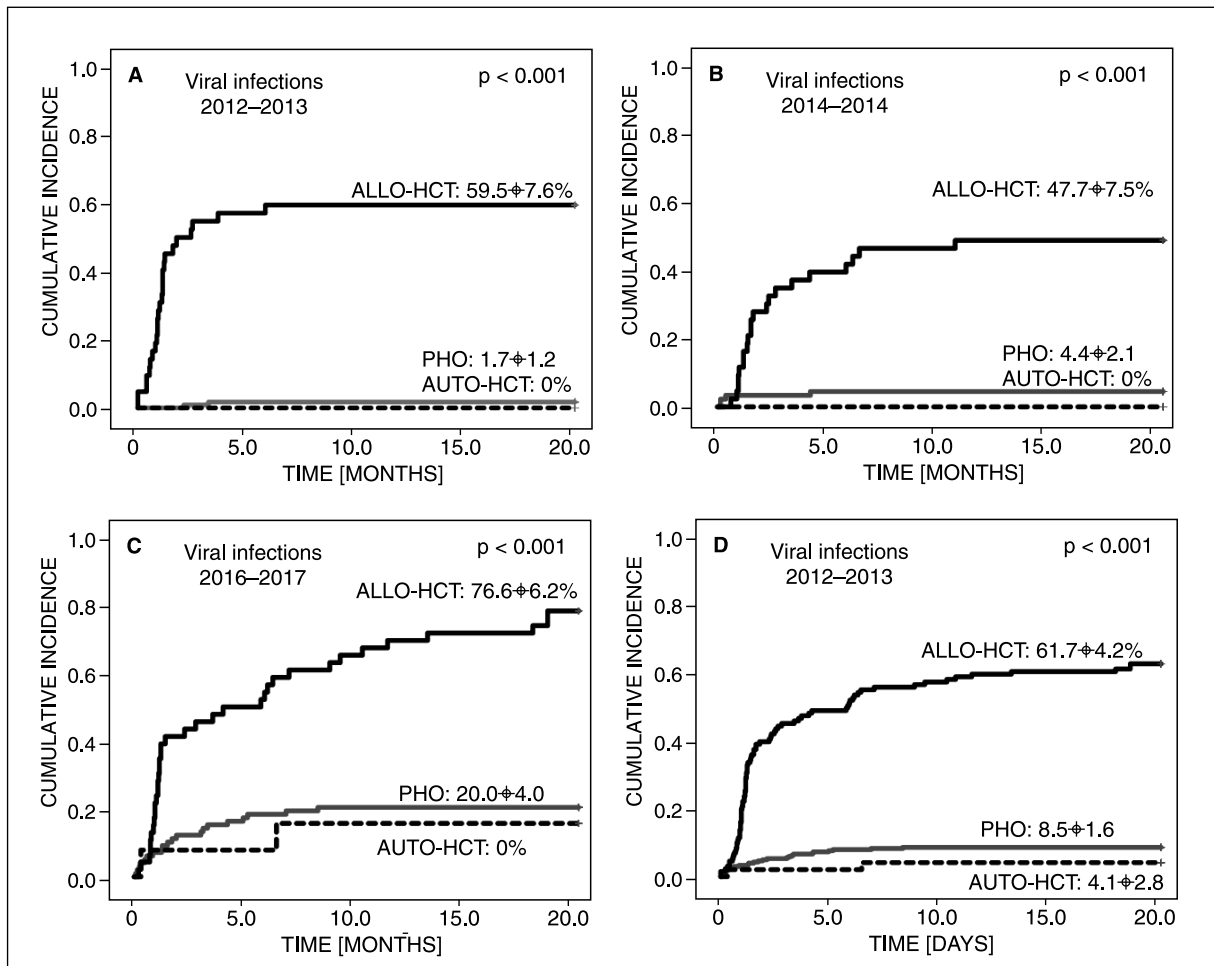 A
Viral infections
2012–2013
p < 0.001
CUMULATIVE INCIDENCE
1.0
0.8
0.6
0.4
0.2
0.0
ALLO-HCT: 59.5±7.6%
PHO: 1.7±1.2
AUTO-HCT: 0%
0 5.0 10.0 15.0 20.0
TIME [MONTHS]
B
Viral infections
2014–2014
p < 0.001
CUMULATIVE INCIDENCE
1.0
0.8
0.6
0.4
0.2
0.0
ALLO-HCT: 47.7±7.5%
PHO: 4.4±2.1
AUTO-HCT: 0%
0 5.0 10.0 15.0 20.0
TIME [MONTHS]
C
Viral infections
2016–2017
p < 0.001
CUMULATIVE INCIDENCE
1.0
0.8
0.6
0.4
0.2
0.0
ALLO-HCT: 76.6±6.2%
PHO: 20.0±4.0
AUTO-HCT: 0%
0 5.0 10.0 15.0 20.0
TIME [MONTHS]
D
Viral infections
2012–2013
p < 0.001
CUMULATIVE INCIDENCE
1.0
0.8
0.6
0.4
0.2
0.0
ALLO-HCT: 61.7±4.2%
PHO: 8.5±1.6
AUTO-HCT: 4.1±2.8
0 5.0 10.0 15.0 20.0
TIME [DAYS]